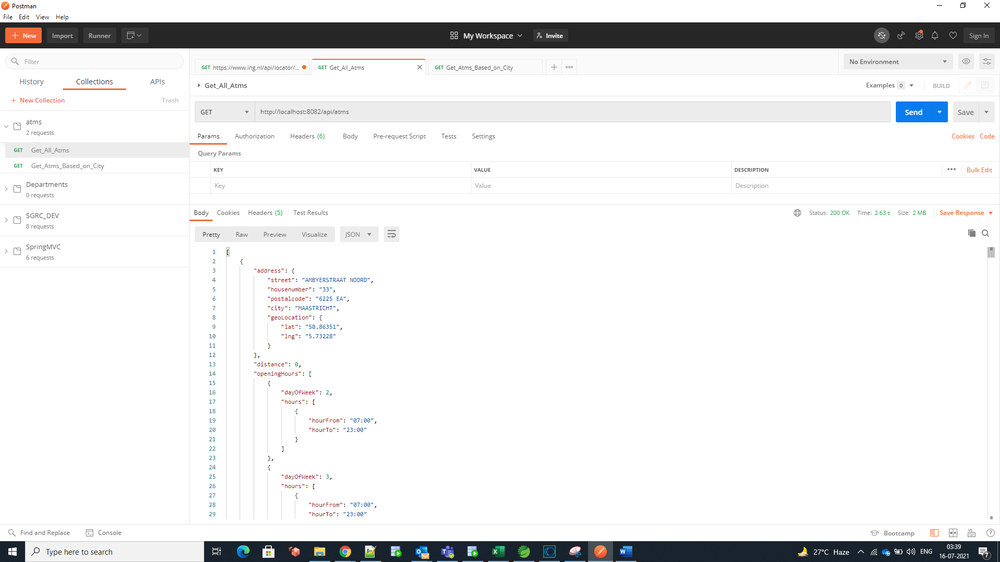 Postman
File Edit View Help
New Import Runner My Workspace Invite Sign In
Filter
History Collections APIs
+ New Collection Trash
atms
2 requests
GET Get_All_Atms
GET Get_Atms_Based_on_City
Departments
0 requests
SGRC_DEV
8 requests
SpringMVC
6 requests
GET https://www.ing.nl/api/locator/... GET Get_All_Atms GET Get_Atms_Based_on_City
No Environment
Get_All_Atms Examples 0 BUILD
GET http://localhost:8082/api/atms Send Save
Params Authorization Headers (6) Body Pre-request Script Tests Settings Cookies Code
Query Params
KEY VALUE DESCRIPTION Bulk Edit
Key Value Description
Body Cookies Headers (5) Test Results Status: 200 OK Time: 2.63 s Size: 2 MB Save Response
Pretty Raw Preview Visualize JSON
1 [
2 {
3 "address": {
4 "street": "AMBYERSTRAAT NOORD",
5 "housenumber": "33",
6 "postalcode": "6225 EA",
7 "city": "MAASTRICHT",
8 "geoLocation": {
9 "lat": "50.86351",
10 "lng": "5.73228"
11 }
12 },
13 "distance": 0,
14 "openingHours": [
15 {
16 "dayOfWeek": 2,
17 "hours": [
18 {
19 "hourFrom": "07:00",
20 "hourTo": "23:00"
21 }
22 ]
23 },
24 {
25 "dayOfWeek": 3,
26 "hours": [
27 {
28 "hourFrom": "07:00",
29 "hourTo": "23:00"
Find and Replace Console Bootcamp
Type here to search 27°C Haze ENG 03:39
16-07-2021 7